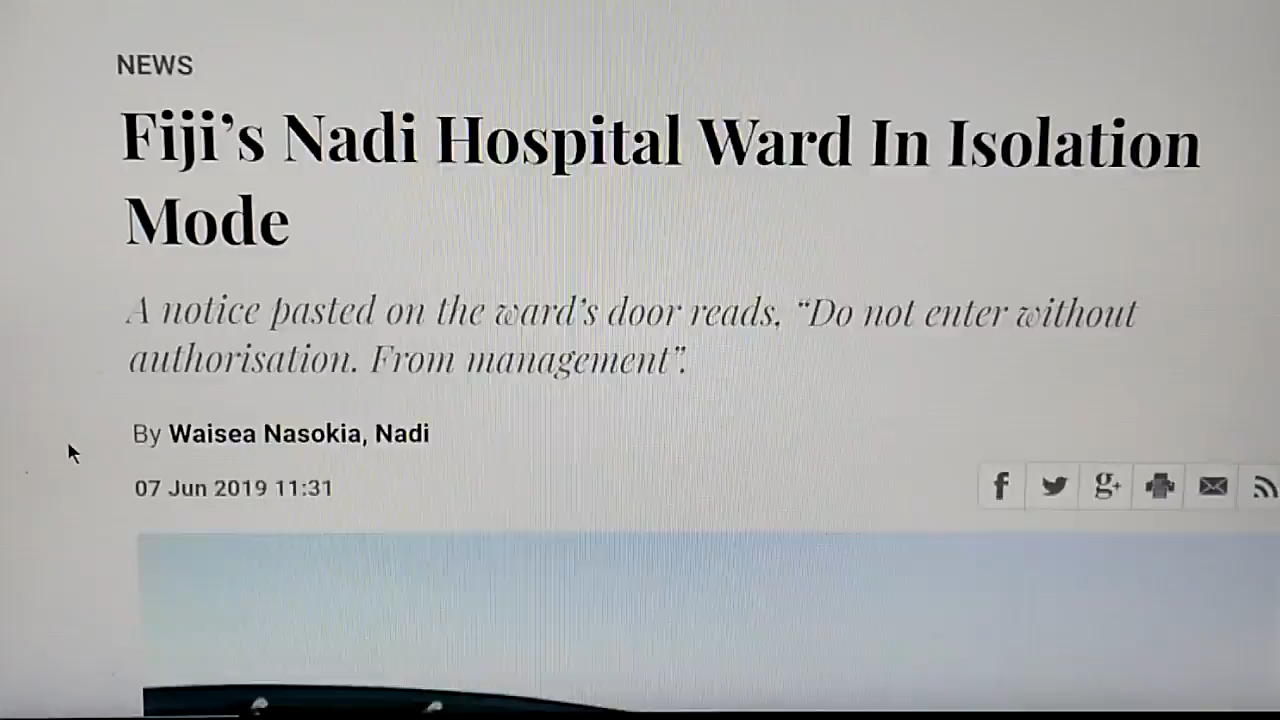 NEWS
Fiji’s Nadi Hospital Ward In Isolation
Mode
A notice pasted on the ward’s door reads, “Do not enter without
authorisation. From management”.
By Waisea Nasokia, Nadi
07 Jun 2019 11:31
f g+